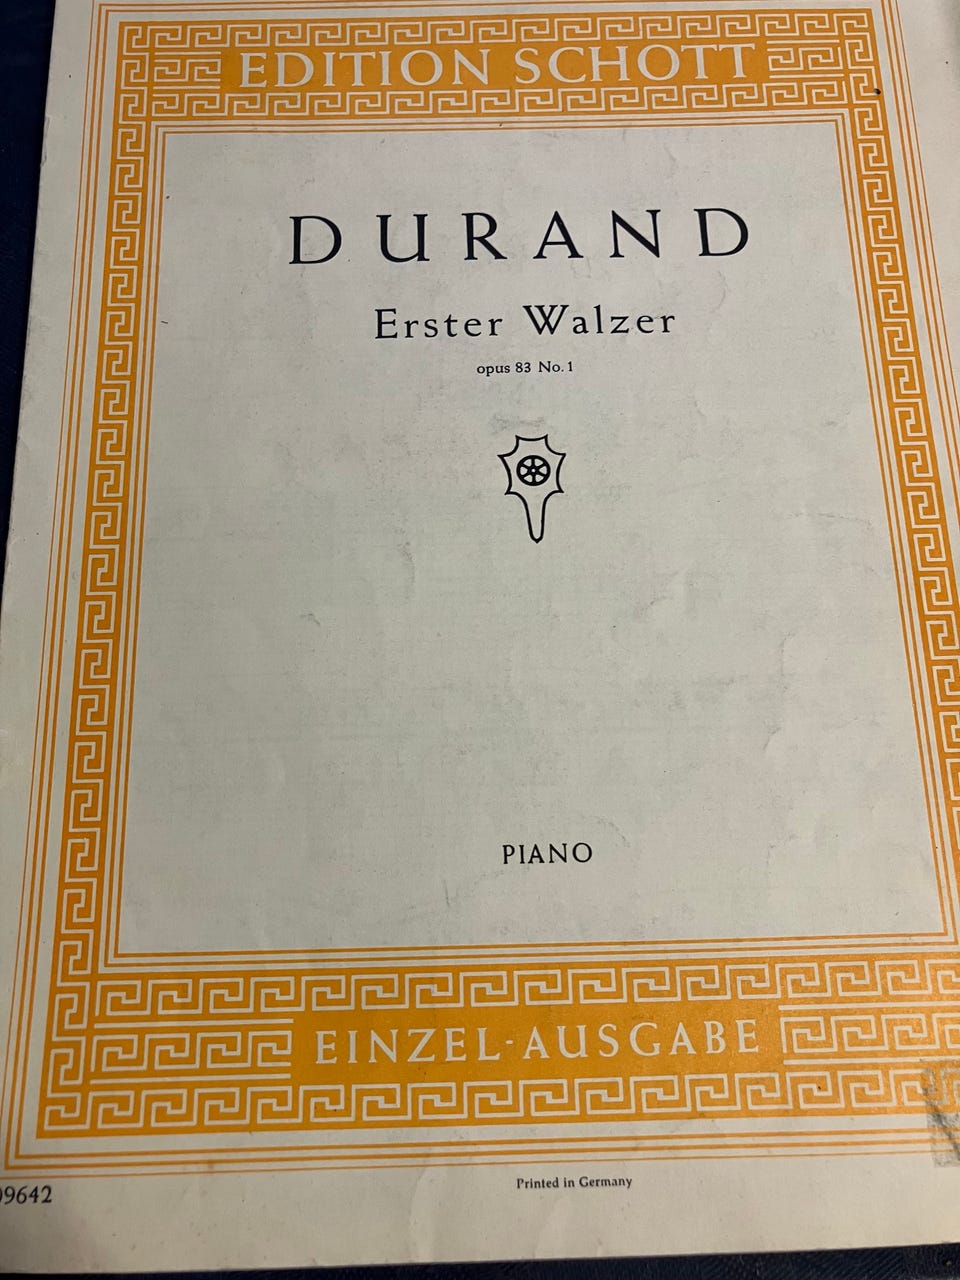 EDITION SCHOTT
DURAND
Erster Walzer
opus 83 No. 1
PIANO
EINZEL-AUSGABE
Printed in Germany
9642